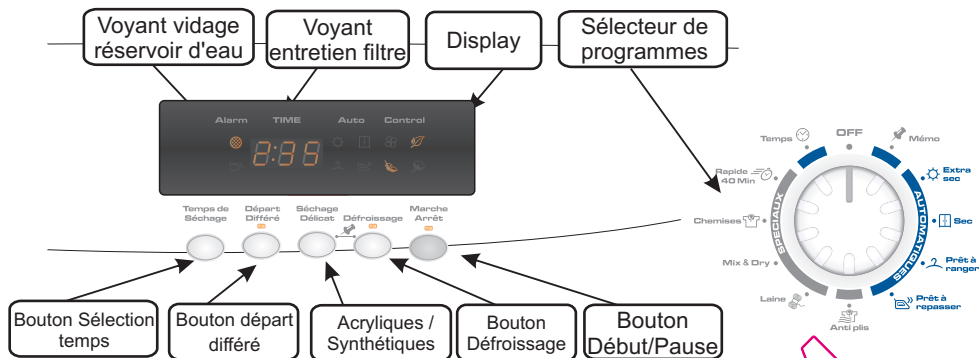 Voyant vidage
réservoir d'eau
Voyant
entretien filtre
Display
Sélecteur de
programmes
Alarm TIME Auto Control
2:35
Temps de
Séchage
Départ
Différé
Séchage
Délicat
Défroissage
Marche
Arrêt
Bouton Sélection
temps
Bouton départ
différé
Acryliques /
Synthétiques
Bouton
Défroissage
Bouton
Début/Pause
OFF
Temps
Mémo
Rapide
40 Min
Extra
sec
Chemises
Sec
SPÉCIAUX
AUTOMATIQUES
Mix & Dry
Prêt à
ranger
Laine
Prêt à
repasser
Anti plis